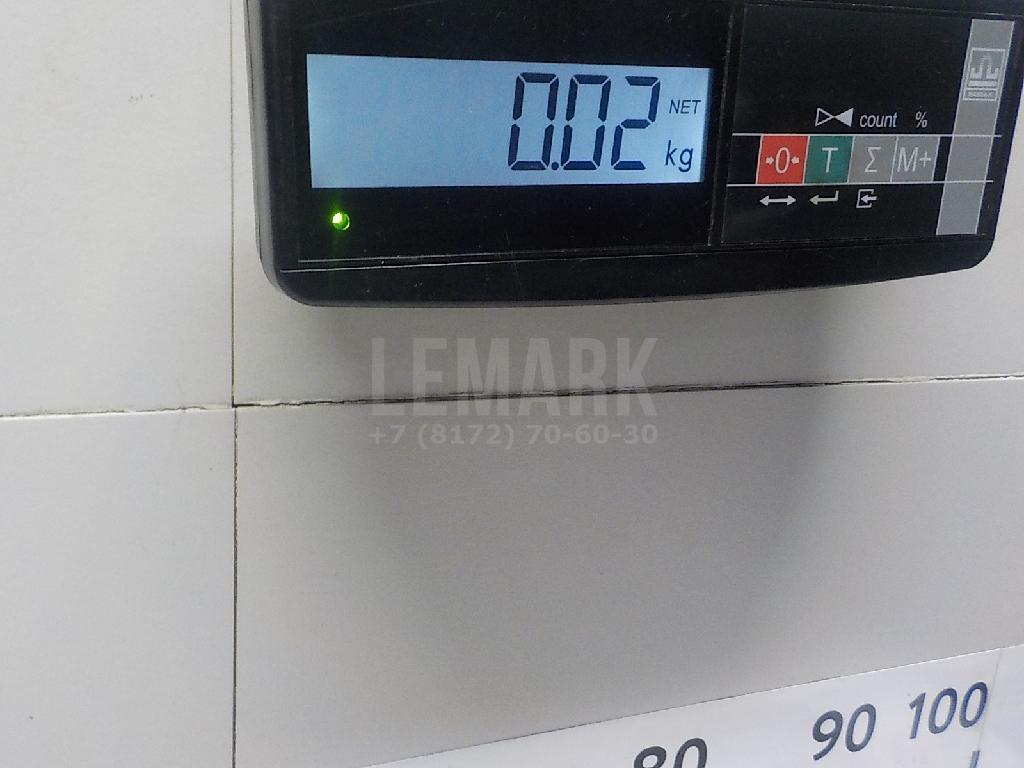 0.02 NET
kg
count %
→0← T Σ M+
LEMARK
+7 (8172) 70-60-30
80 90 100